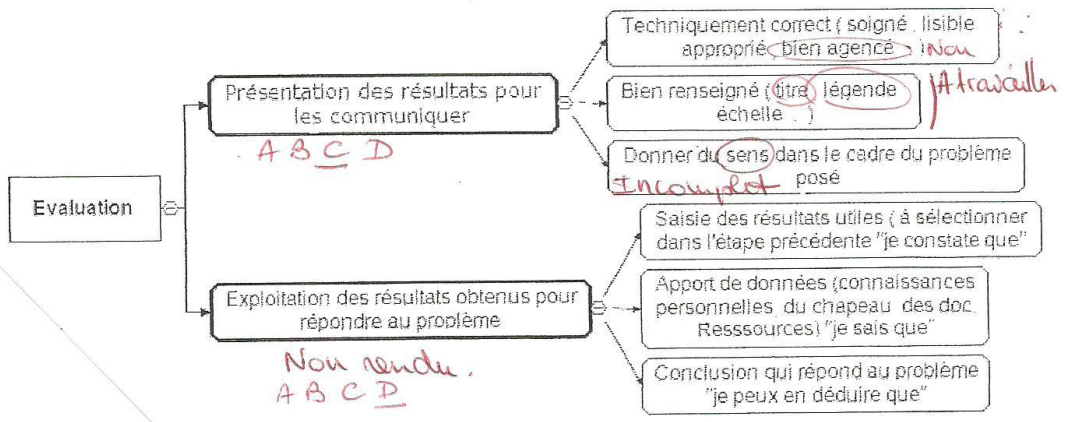 Techniquement correct ( soigné lisible
approprié bien agencé ) Non
Présentation des résultats pour
les communiquer
A B C D
Bien renseigné ( titre légende
échelle . )
A travailler
Donner du sens dans le cadre du problème
posé
Incomplet
Evaluation
Saisie des résultats utiles ( à sélectionner
dans l'étape précédente "je constate que"
Exploitation des résultats obtenus pour
répondre au problème
Non rendu.
A B C D
Apport de données (connaissances
personnelles du chapeau des doc.
Resssources) "je sais que"
Conclusion qui répond au problème
"je peux en déduire que"